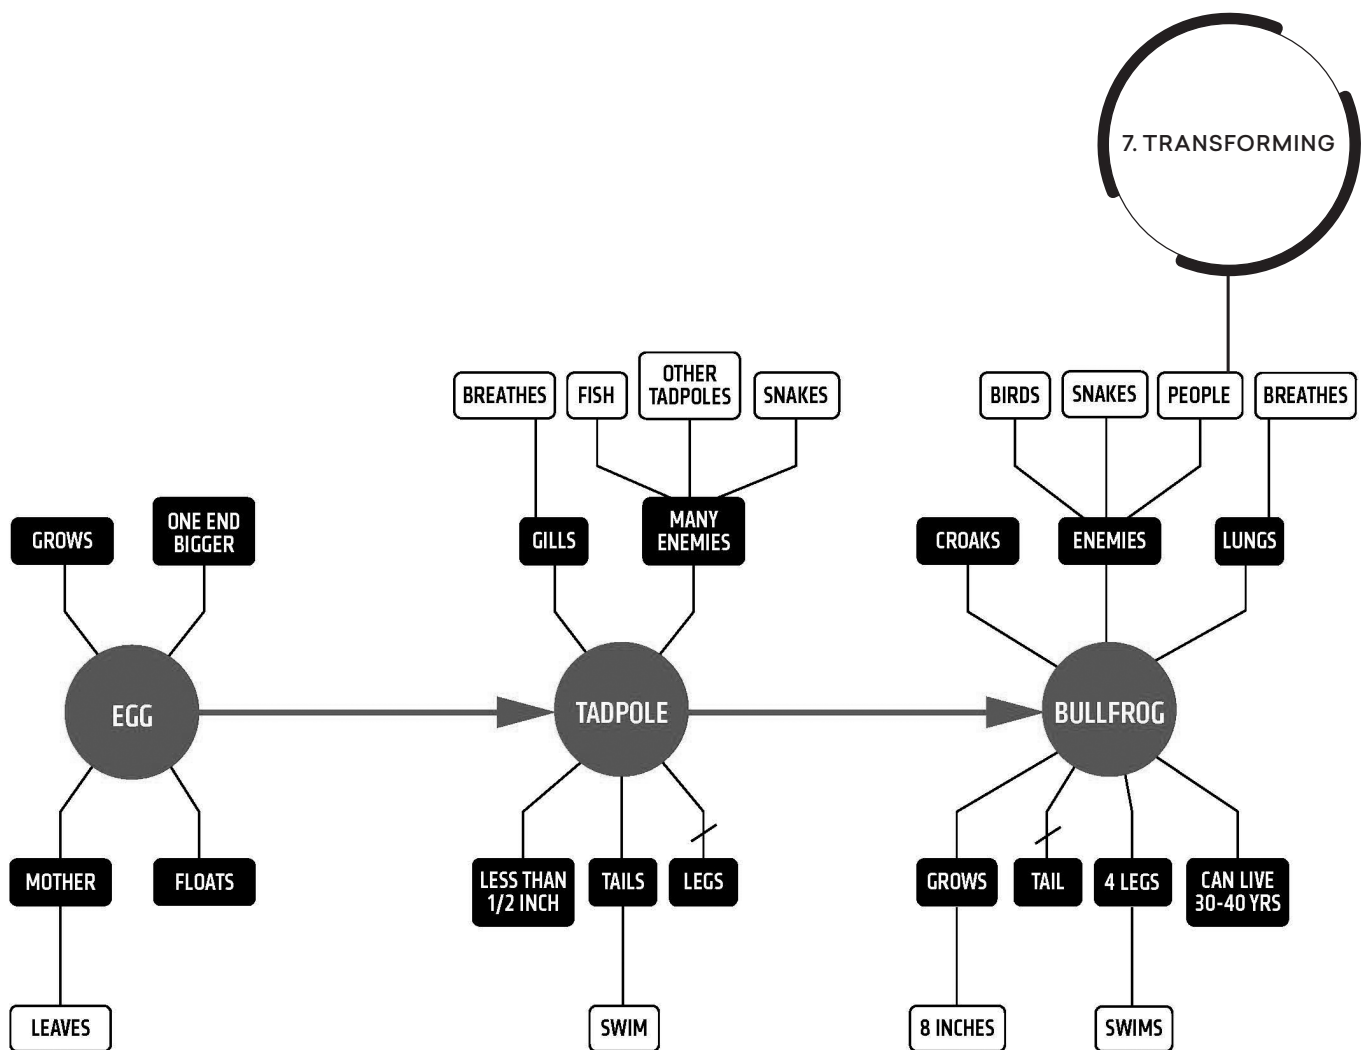 7. TRANSFORMING
BREATHES
FISH
OTHER
TADPOLES
SNAKES
BIRDS
SNAKES
PEOPLE
BREATHES
GROWS
ONE END
BIGGER
GILLS
MANY
ENEMIES
CROAKS
ENEMIES
LUNGS
EGG
TADPOLE
BULLFROG
MOTHER
FLOATS
LESS THAN
1/2 INCH
TAILS
LEGS
GROWS
TAIL
4 LEGS
CAN LIVE
30-40 YRS
LEAVES
SWIM
8 INCHES
SWIMS